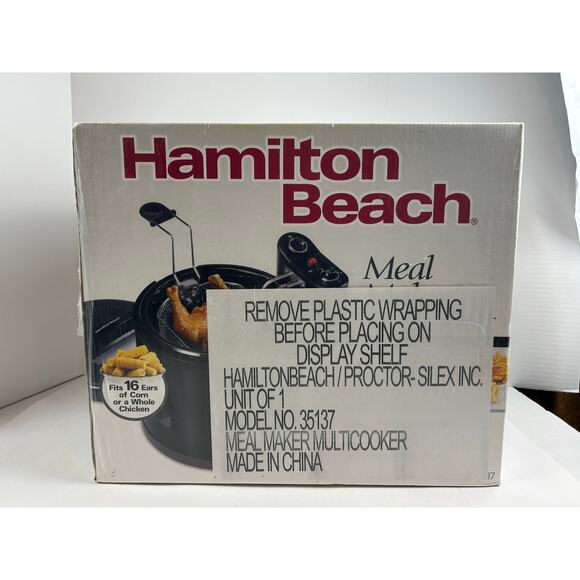 Hamilton
Beach®
Meal
REMOVE PLASTIC WRAPPING
BEFORE PLACING ON
DISPLAY SHELF
HAMILTONBEACH / PROCTOR- SILEX INC.
UNIT OF 1
MODEL NO. 35137
MEAL MAKER MULTICOOKER
MADE IN CHINA
Fits 16 Ears
of Corn
or a Whole
Chicken
37